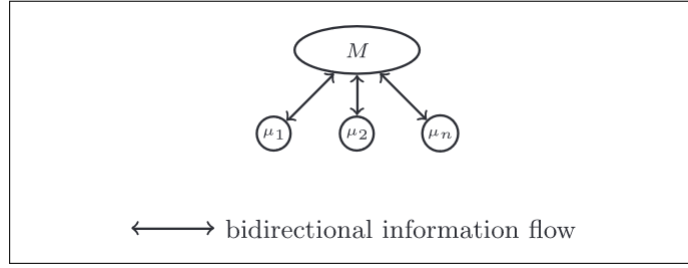 M
μ1 μ2 μn
bidirectional information flow